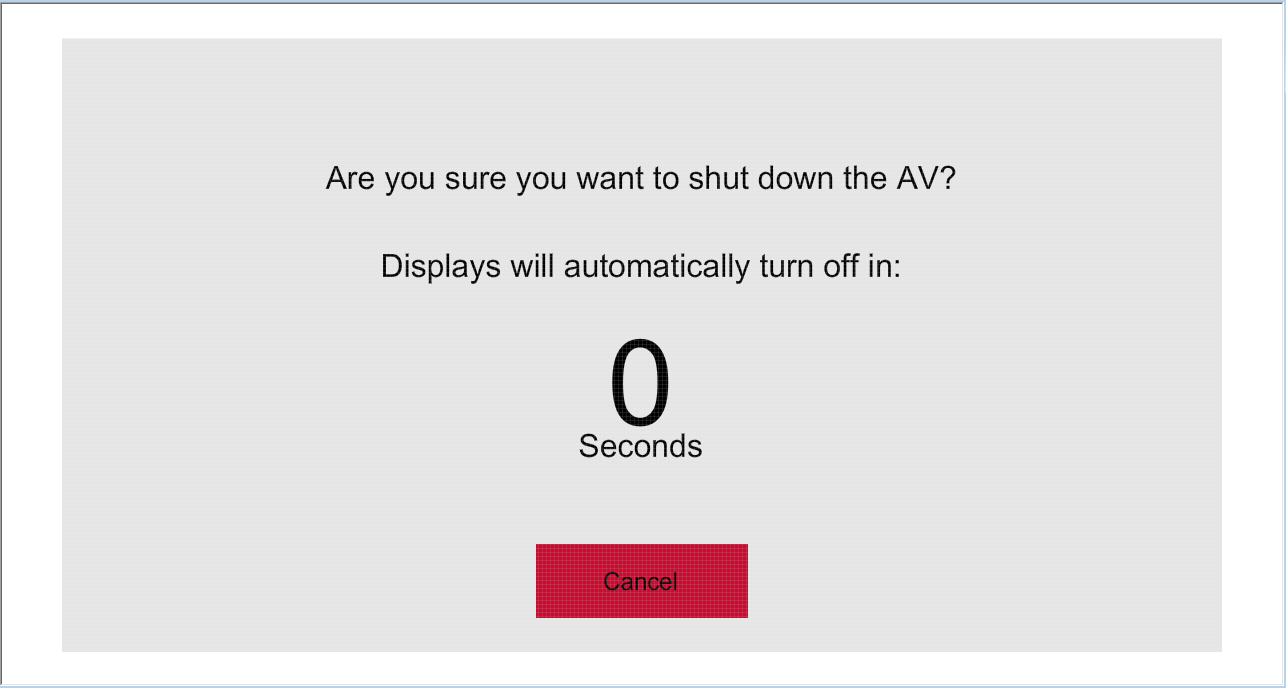 Are you sure you want to shut down the AV?
Displays will automatically turn off in:
0
Seconds
Cancel